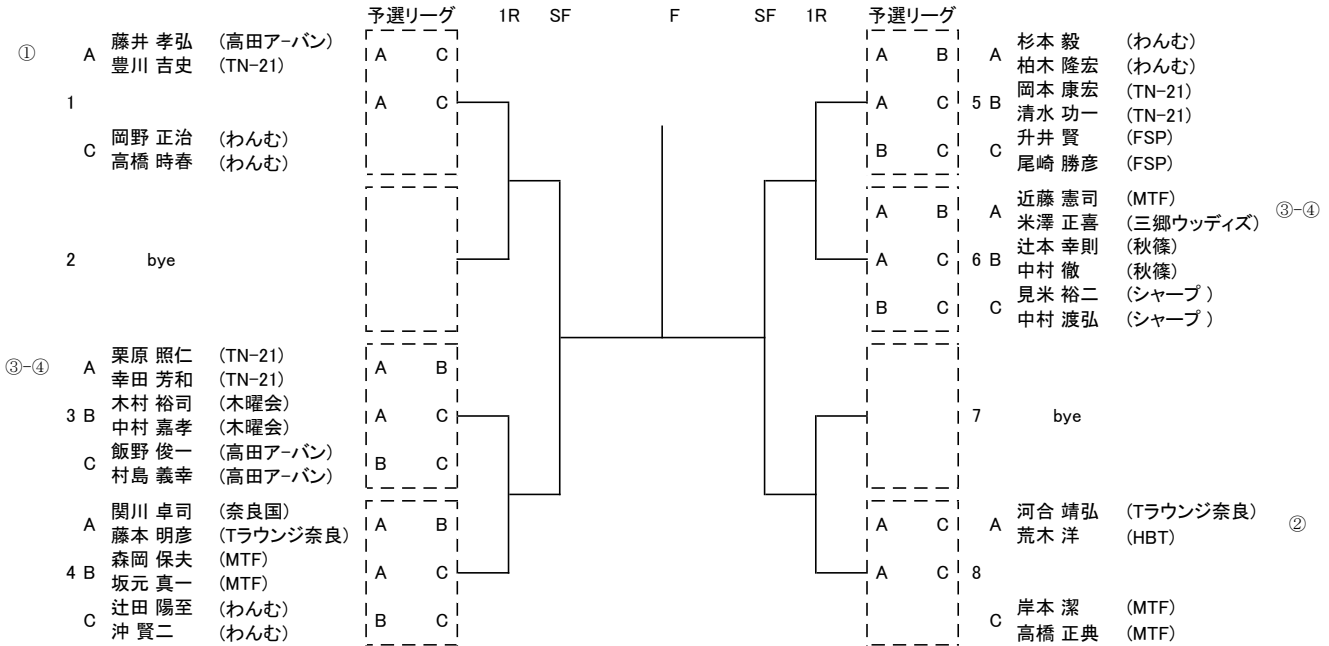 予選リーグ 1R SF F SF 1R 予選リーグ
① A 藤井 孝弘 (高田アーバン) A C
豊川 吉史 (TN-21)
1 A C
C 岡野 正治 (わんむ)
高橋 時春 (わんむ)
2 bye
③-④ A 栗原 照仁 (TN-21) A B
幸田 芳和 (TN-21)
3 B 木村 裕司 (木曜会) A C
中村 嘉孝 (木曜会)
C 飯野 俊一 (高田アーバン) B C
村島 義幸 (高田アーバン)
A 関川 卓司 (奈良国) A B
藤本 明彦 (Tラウンジ奈良)
4 B 森岡 保夫 (MTF) A C
坂元 真一 (MTF)
C 辻田 陽至 (わんむ) B C
沖 賢二 (わんむ)
A B A 杉本 毅 (わんむ)
柏木 隆宏 (わんむ)
A C 5 B 岡本 康宏 (TN-21)
清水 功一 (TN-21)
B C C 升井 賢 (FSP)
尾崎 勝彦 (FSP)
A B A 近藤 憲司 (MTF) ③-④
米澤 正喜 (三郷ウッディズ)
A C 6 B 辻本 幸則 (秋篠)
中村 徹 (秋篠)
B C C 見米 裕二 (シャープ )
中村 渡弘 (シャープ )
7 bye
A C A 河合 靖弘 (Tラウンジ奈良) ②
荒木 洋 (HBT)
A C 8
C 岸本 潔 (MTF)
高橋 正典 (MTF)